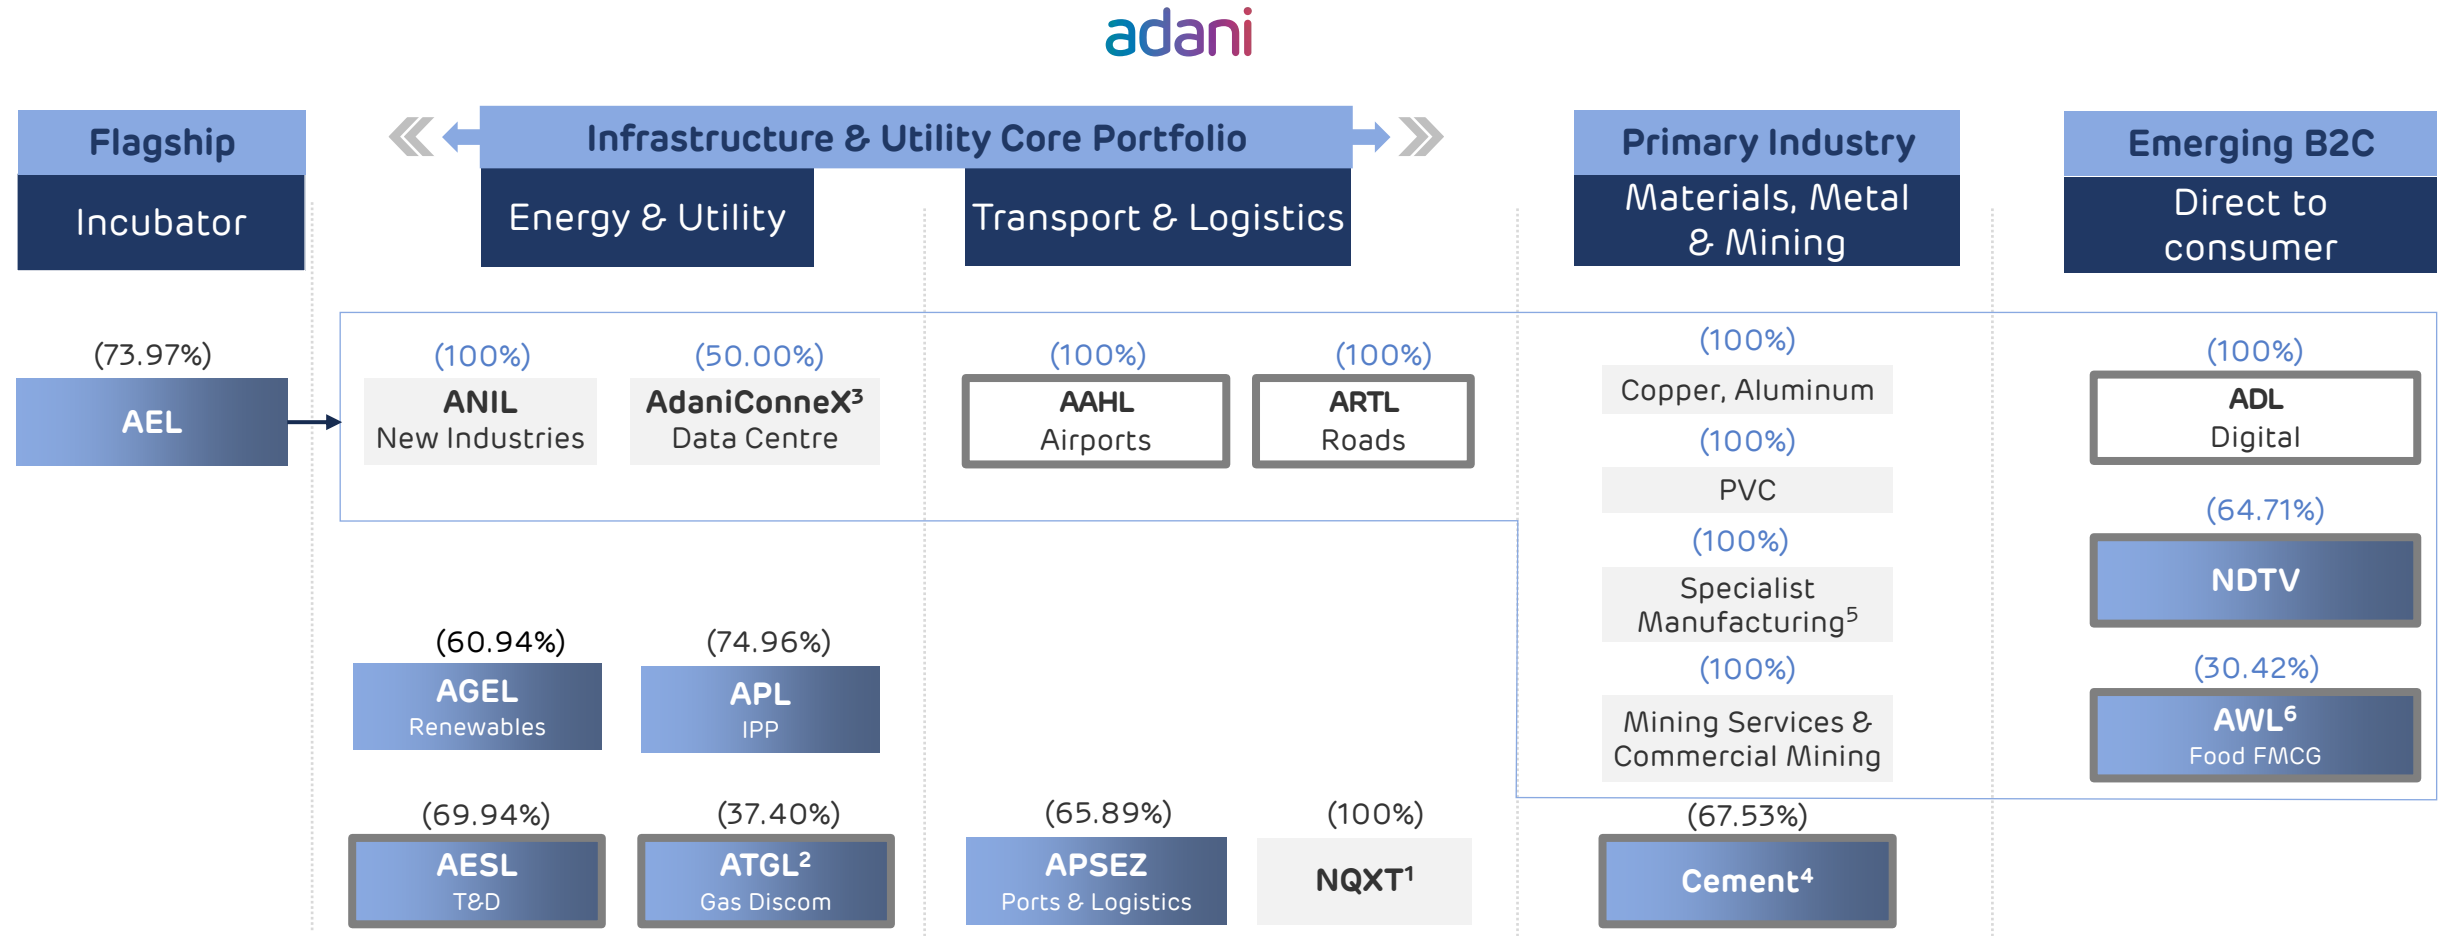 adani
Flagship
Incubator
Infrastructure & Utility Core Portfolio
Energy & Utility
Transport & Logistics
Primary Industry
Materials, Metal
& Mining
Emerging B2C
Direct to
consumer
(73.97%)
AEL
(100%)
ANIL
New Industries
(50.00%)
AdaniConneX³
Data Centre
(100%)
AAHL
Airports
(100%)
ARTL
Roads
(100%)
Copper, Aluminum
(100%)
PVC
(100%)
Specialist
Manufacturing⁵
(100%)
Mining Services &
Commercial Mining
(100%)
ADL
Digital
(64.71%)
NDTV
(30.42%)
AWL⁶
Food FMCG
(60.94%)
AGEL
Renewables
(74.96%)
APL
IPP
(69.94%)
AESL
T&D
(37.40%)
ATGL²
Gas Discom
(65.89%)
APSEZ
Ports & Logistics
(100%)
NQXT¹
(67.53%)
Cement⁴